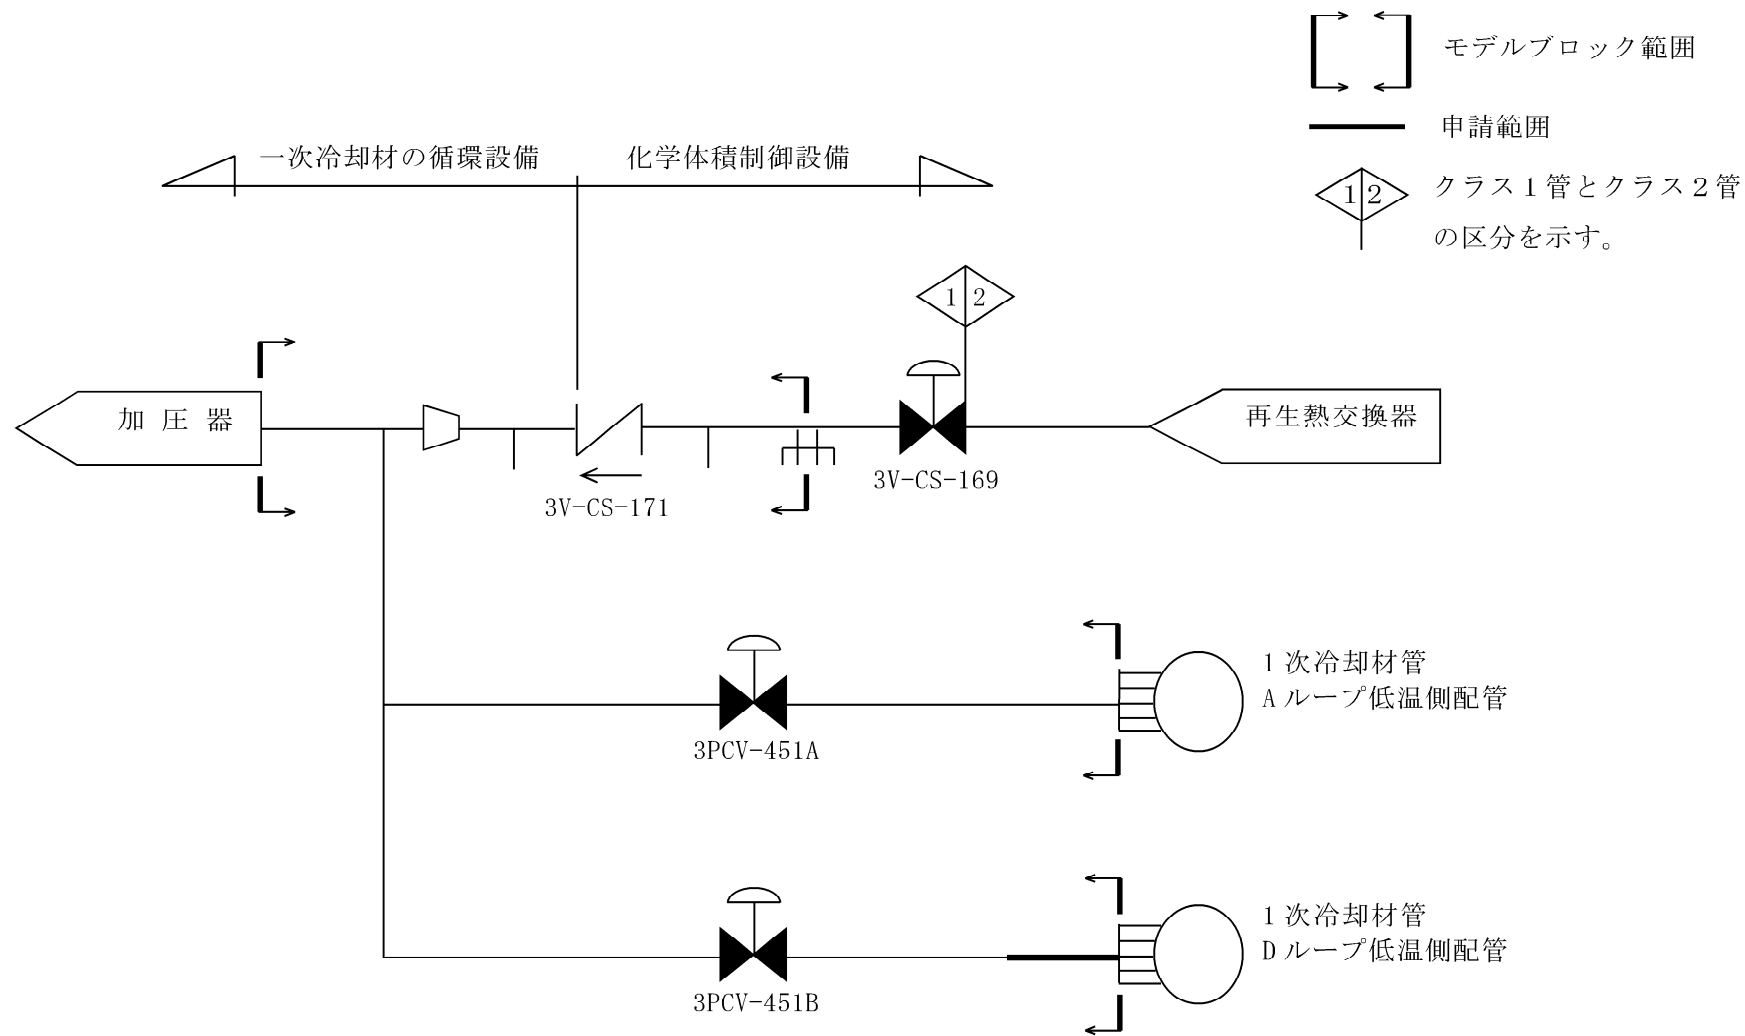 モデルブロック範囲
申請範囲
1 2
クラス1管とクラス2管
の区分を示す。
一次冷却材の循環設備
化学体積制御設備
1 2
加圧器
再生熱交換器
3V-CS-169
3V-CS-171
1次冷却材管
Aループ低温側配管
3PCV-451A
1次冷却材管
Dループ低温側配管
3PCV-451B